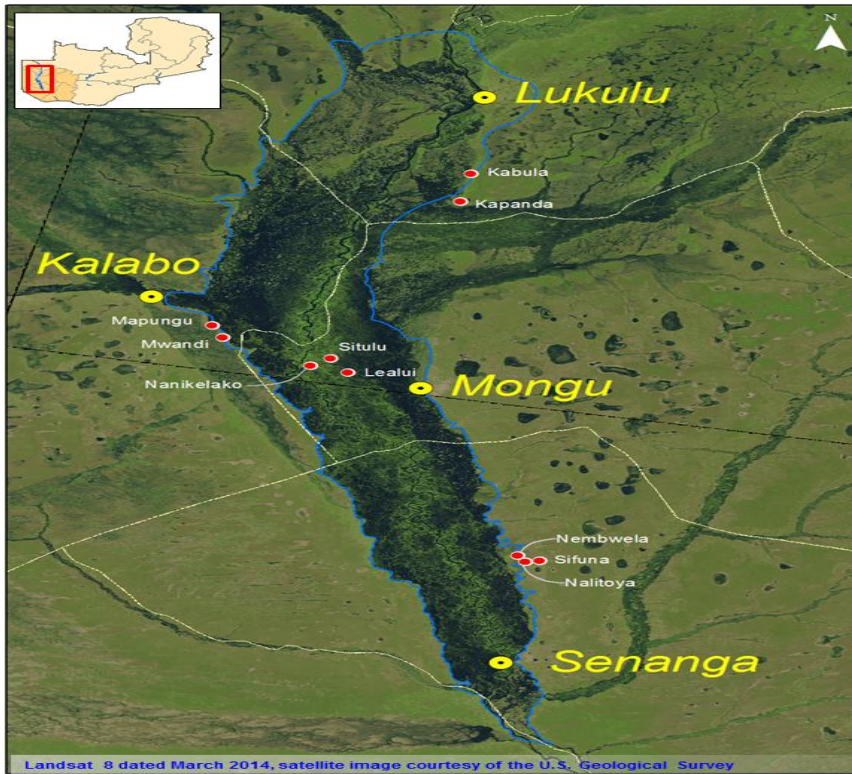 N
Lukulu
Kabula
Kapanda
Kalabo
Mapungu
Mwandi
Situlu
Nanikelako
Lealui
Mongu
Nembwela
Sifuna
Nalitoya
Senanga
Landsat 8 dated March 2014, satellite image courtesy of the U.S. Geological Survey